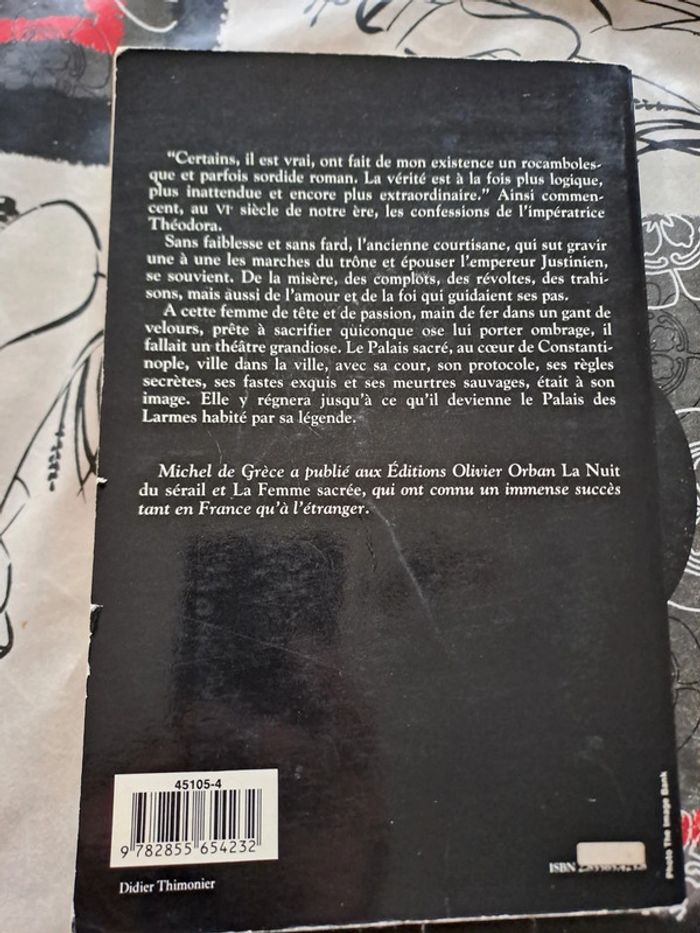 "Certains, il est vrai, ont fait de mon existence un rocamboles-
que et parfois sordide roman. La vérité est à la fois plus logique,
plus inattendue et encore plus extraordinaire." Ainsi commen-
cent, au VIᵉ siècle de notre ère, les confessions de l'impératrice
Théodora.
Sans faiblesse et sans fard, l'ancienne courtisane, qui sut gravir
une à une les marches du trône et épouser l'empereur Justinien,
se souvient. De la misère, des complots, des révoltes, des trahi-
sons, mais aussi de l'amour et de la foi qui guidaient ses pas.
A cette femme de tête et de passion, main de fer dans un gant de
velours, prête à sacrifier quiconque ose lui porter ombrage, il
fallait un théâtre grandiose. Le Palais sacré, au cœur de Constanti-
nople, ville dans la ville, avec sa cour, son protocole, ses règles
secrètes, ses fastes exquis et ses meurtres sauvages, était à son
image. Elle y régnera jusqu'à ce qu'il devienne le Palais des
Larmes habité par sa légende.
Michel de Grèce a publié aux Éditions Olivier Orban La Nuit
du sérail et La Femme sacrée, qui ont connu un immense succès
tant en France qu'à l'étranger.
45105-4
9 782855 654232
Didier Thimonier
ISBN
Photo The Image Bank